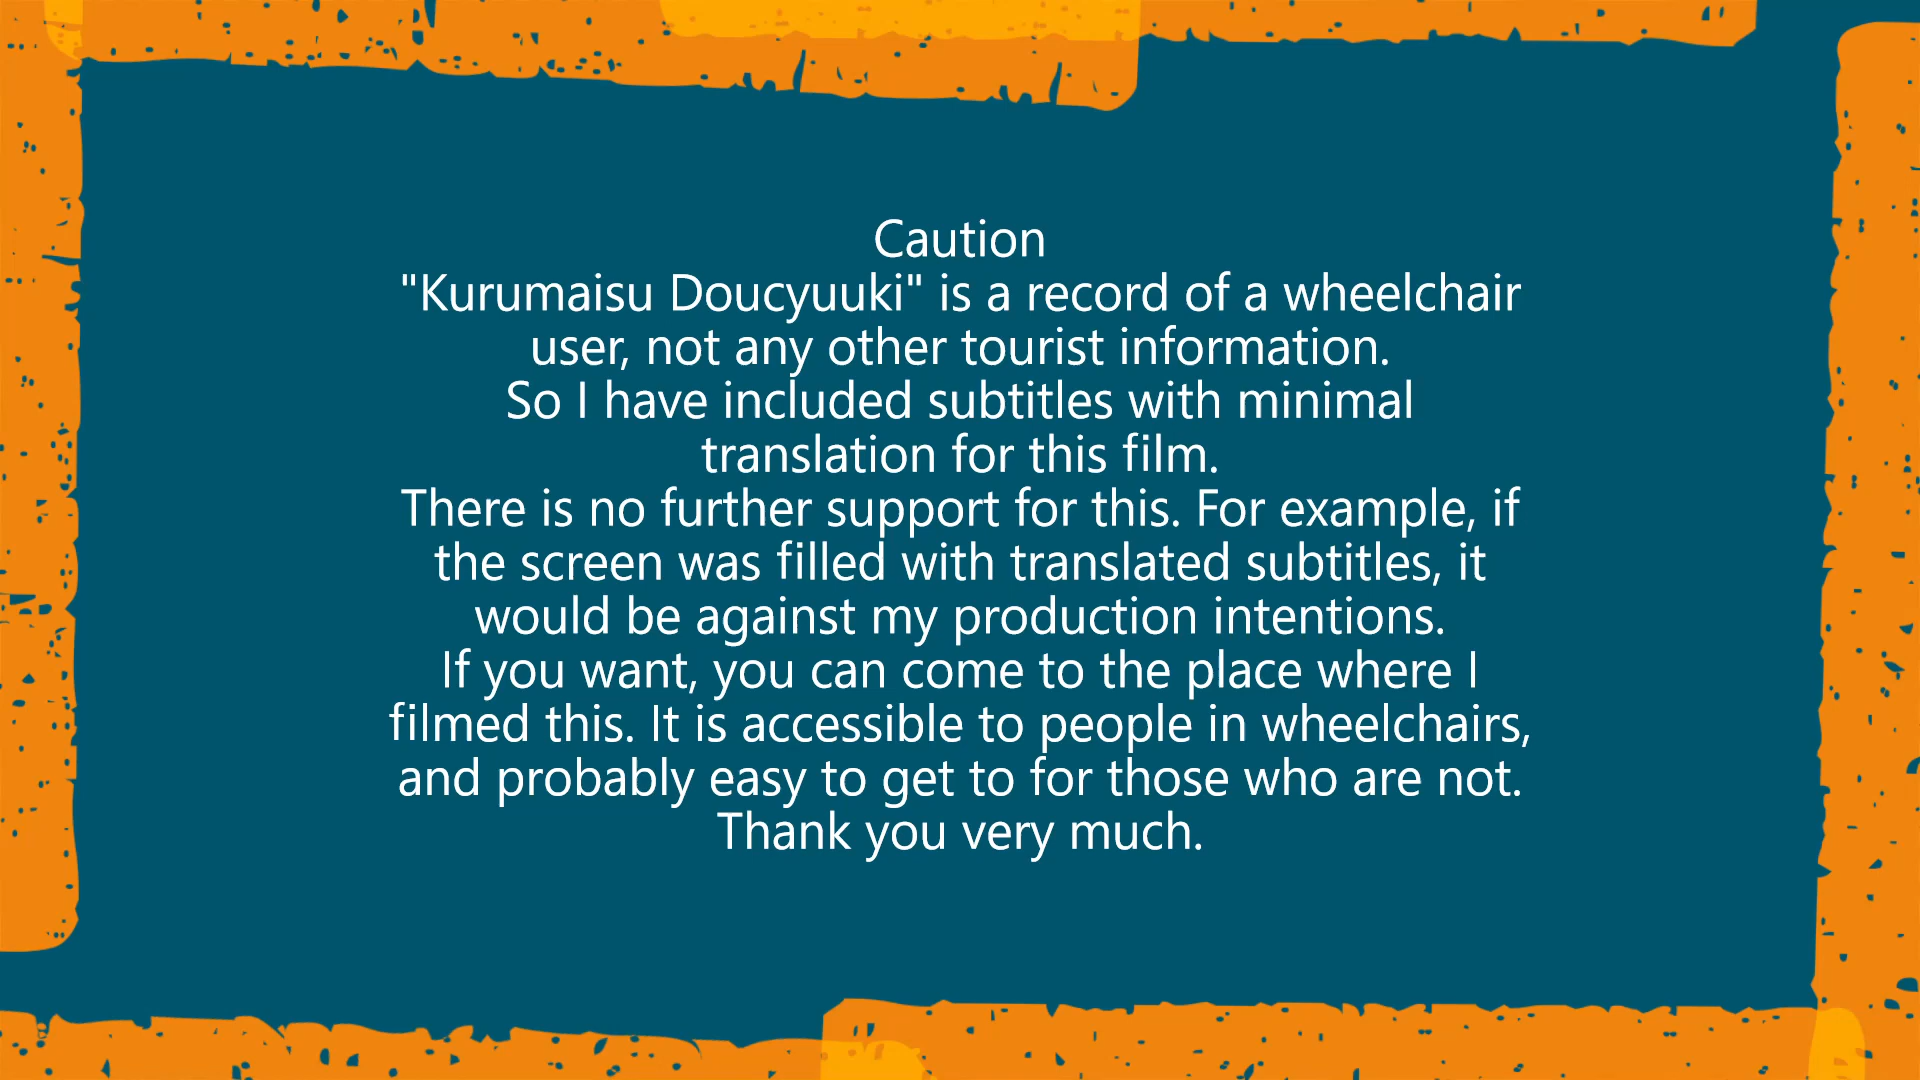 Caution
"Kurumaisu Doucyuuki" is a record of a wheelchair
user, not any other tourist information.
So I have included subtitles with minimal
translation for this film.
There is no further support for this. For example, if
the screen was filled with translated subtitles, it
would be against my production intentions.
If you want, you can come to the place where I
filmed this. It is accessible to people in wheelchairs,
and probably easy to get to for those who are not.
Thank you very much.